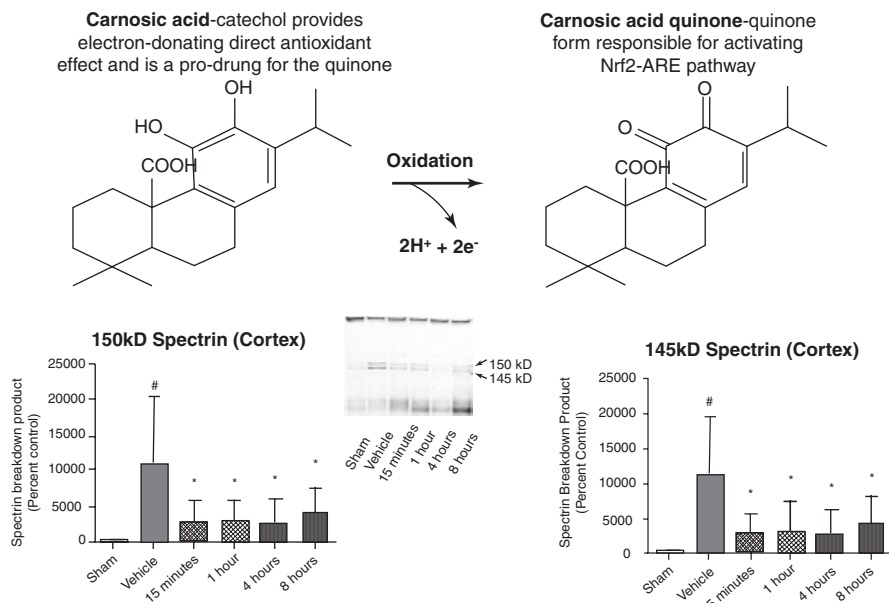 Carnosic acid-catechol provides
electron-donating direct antioxidant
effect and is a pro-drung for the quinone
Carnosic acid quinone-quinone
form responsible for activating
Nrf2-ARE pathway
OH
HO
COOH
Oxidation
2H⁺ + 2e⁻
O
O
COOH
150kD Spectrin (Cortex)
Spectrin breakdown product
(Percent control)
25000
20000
15000
10000
5000
0
#
*
*
*
*
Sham
Vehicle
15 minutes
1 hour
4 hours
8 hours
150 kD
145 kD
Sham
Vehicle
15 minutes
1 hour
4 hours
8 hours
145kD Spectrin (Cortex)
Spectrin Breakdown Product
(Percent Control)
25000
20000
15000
10000
5000
0
#
*
*
*
*
Sham
Vehicle
5 minutes
1 hour
4 hours
8 hours